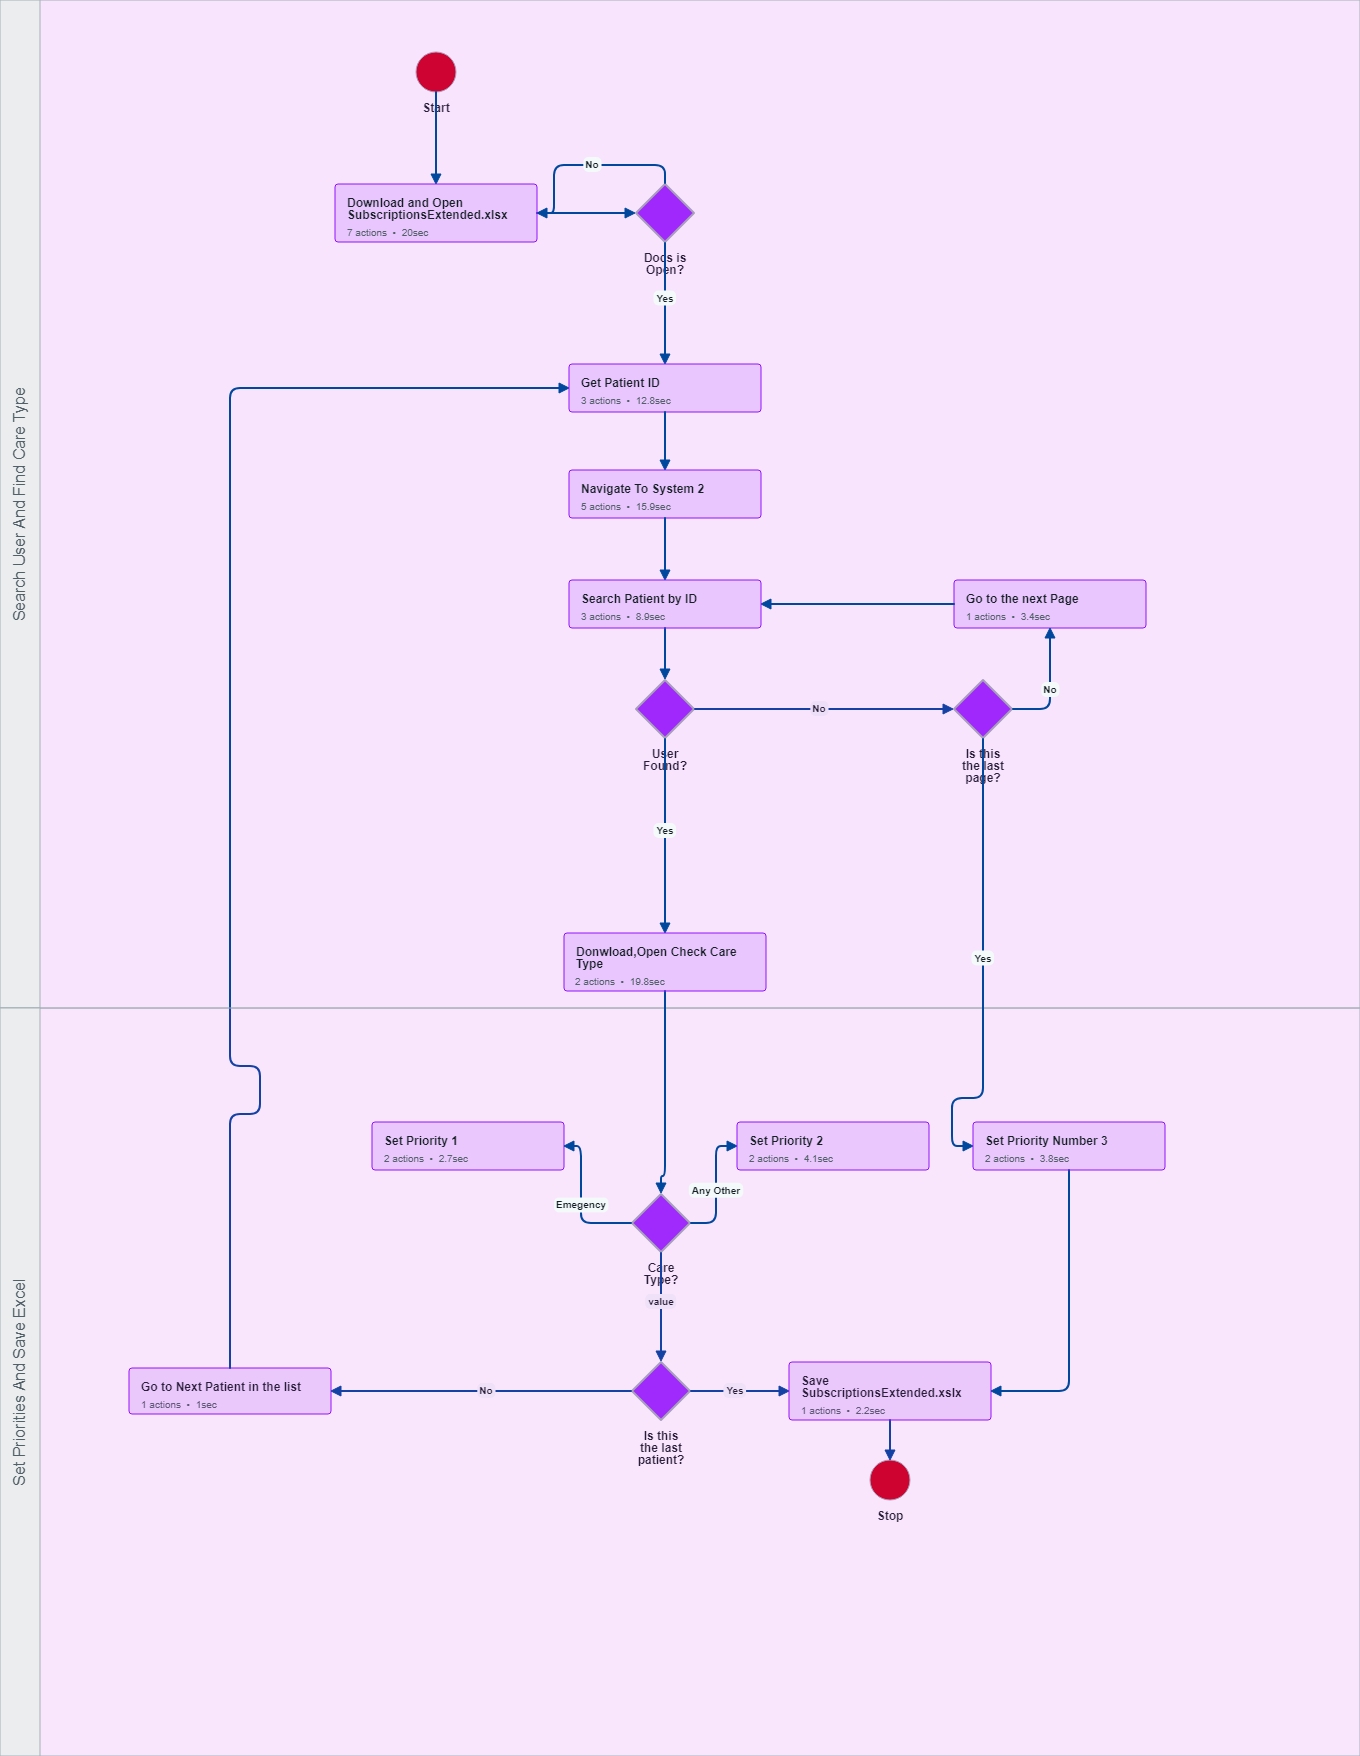 Search User And Find Care Type
Start
No
Download and Open
SubscriptionsExtended.xlsx
7 actions • 20sec
Docs is
Open?
Yes
Get Patient ID
3 actions • 12.8sec
Navigate To System 2
5 actions • 15.9sec
Search Patient by ID
3 actions • 8.9sec
Go to the next Page
1 actions • 3.4sec
No
No
User
Found?
Is this
the last
page?
Yes
Donwload,Open Check Care
Type
2 actions • 19.8sec
Yes
Set Priorities And Save Excel
Set Priority 1
2 actions • 2.7sec
Set Priority 2
2 actions • 4.1sec
Set Priority Number 3
2 actions • 3.8sec
Emegency
Any Other
Care
Type?
value
Go to Next Patient in the list
1 actions • 1sec
No
Yes
Save
SubscriptionsExtended.xslx
1 actions • 2.2sec
Is this
the last
patient?
Stop